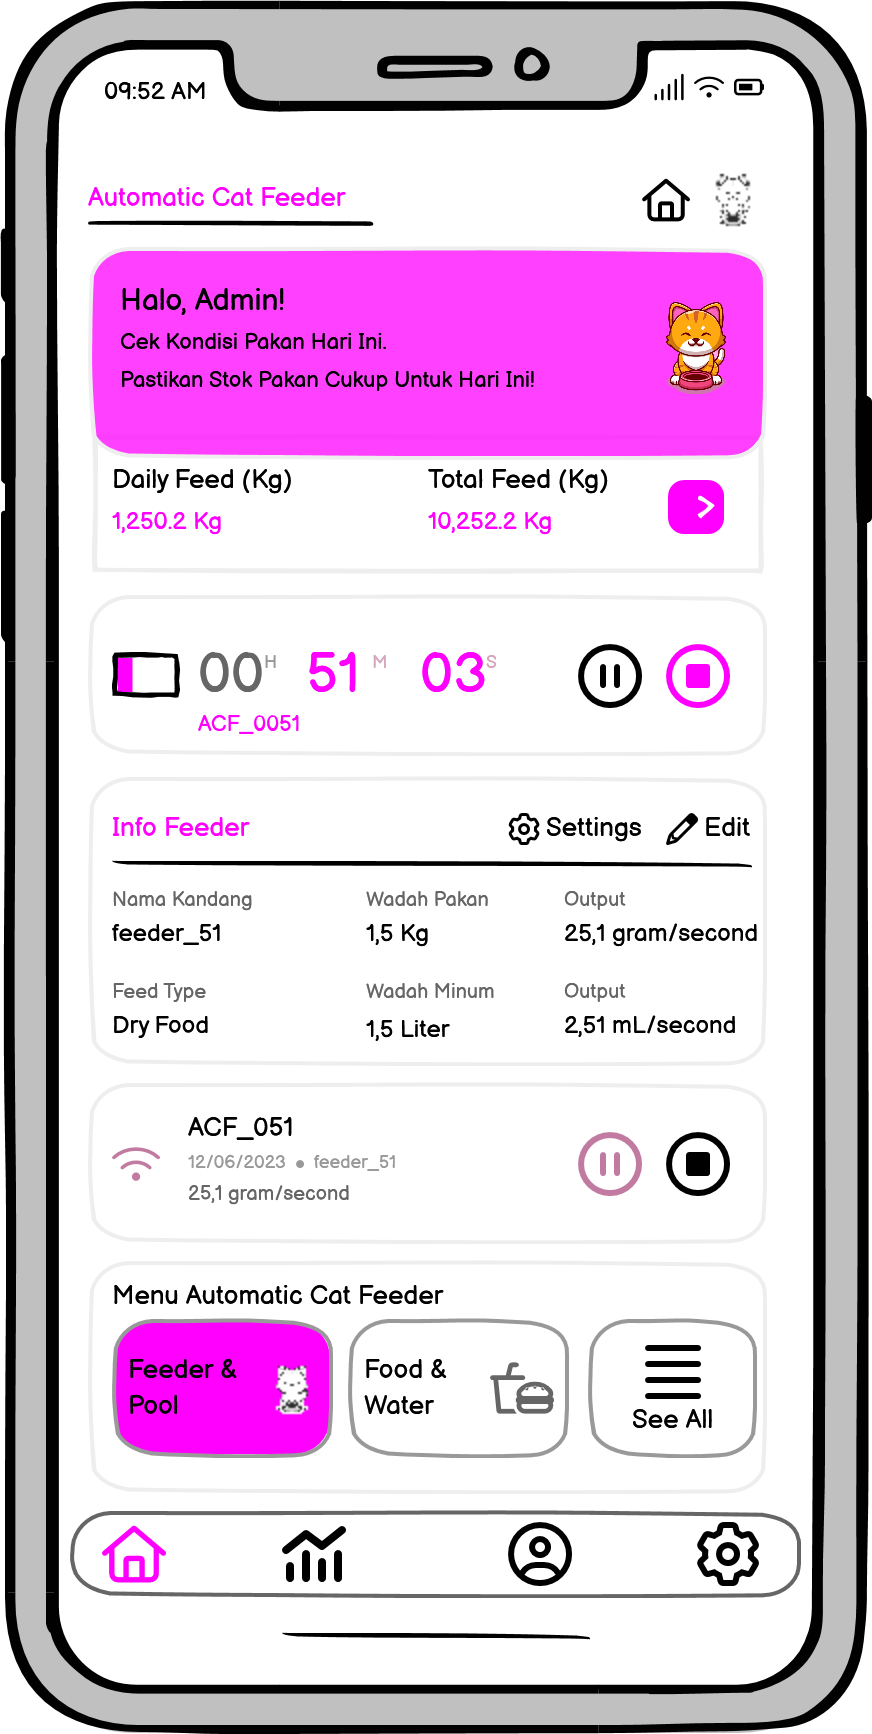 09:52 AM
Automatic Cat Feeder
Halo, Admin!
Cek Kondisi Pakan Hari Ini.
Pastikan Stok Pakan Cukup Untuk Hari Ini!
Daily Feed (Kg) Total Feed (Kg)
1,250.2 Kg 10,252.2 Kg
00 H 51 M 03 S
ACF_0051
Info Feeder Settings Edit
Nama Kandang Wadah Pakan Output
feeder_51 1,5 Kg 25,1 gram/second
Feed Type Wadah Minum Output
Dry Food 1,5 Liter 2,51 mL/second
ACF_051
12/06/2023 ● feeder_51
25,1 gram/second
Menu Automatic Cat Feeder
Feeder &
Pool
Food &
Water
See All